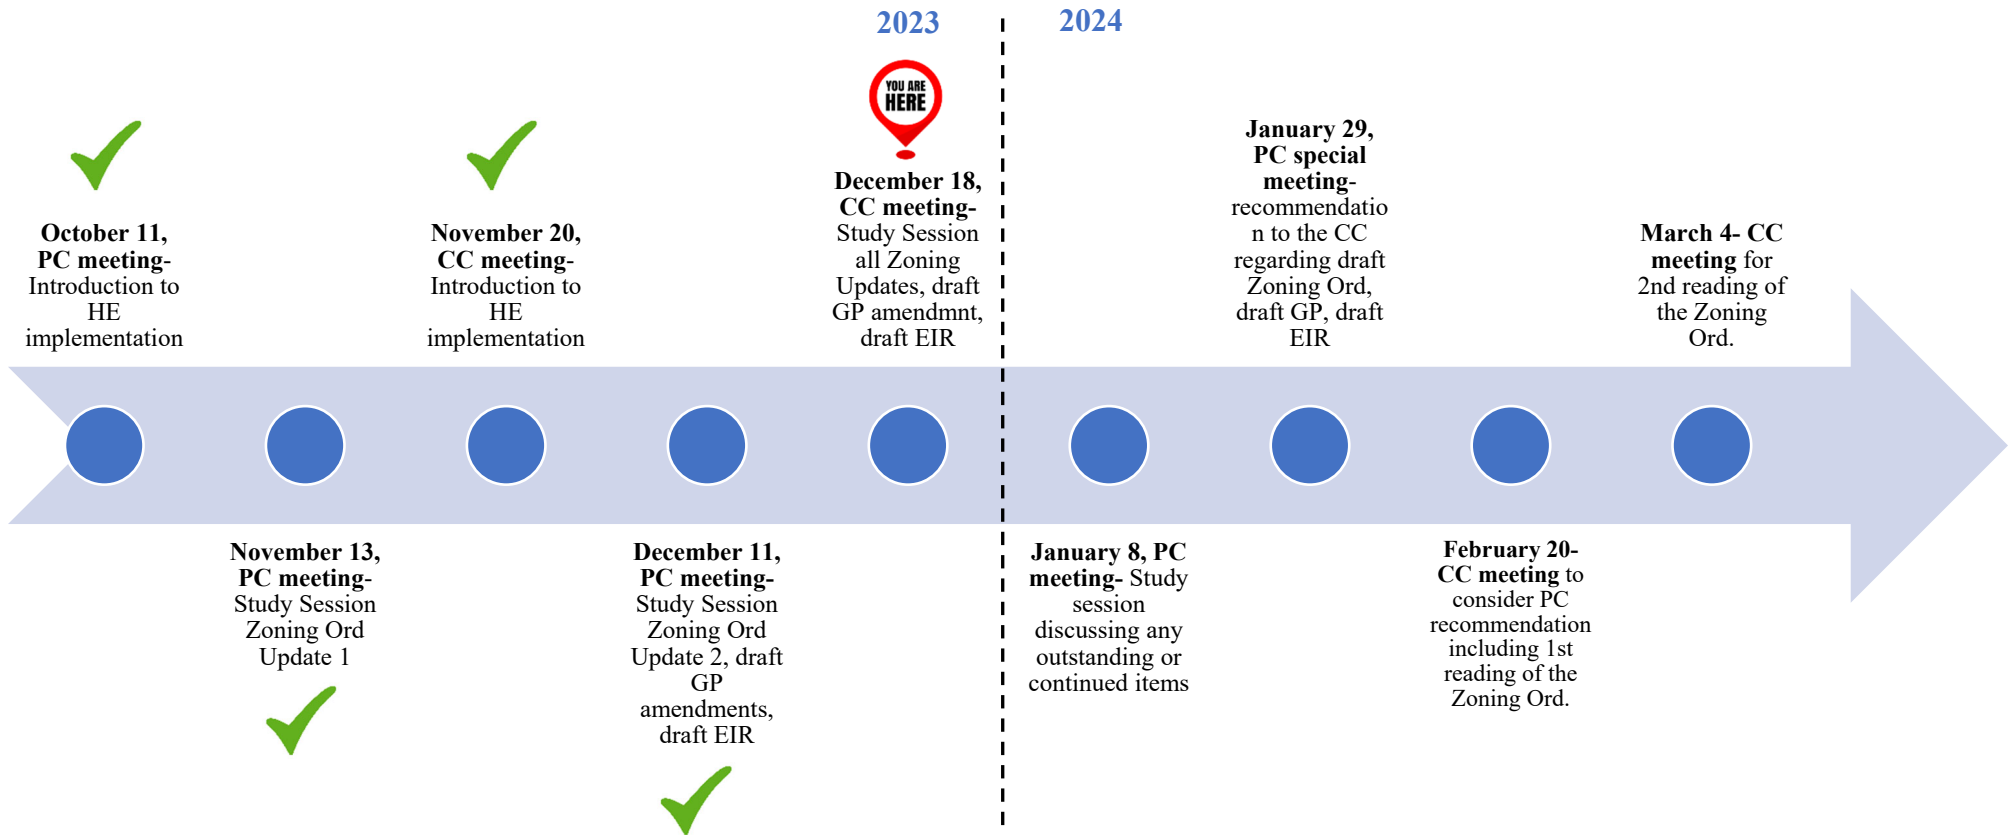 2023
2024
YOU ARE
HERE
October 11,
PC meeting-
Introduction to
HE
implementation
November 20,
CC meeting-
Introduction to
HE
implementation
December 18,
CC meeting-
Study Session
all Zoning
Updates, draft
GP amendmnt,
draft EIR
January 29,
PC special
meeting-
recommendatio
n to the CC
regarding draft
Zoning Ord,
draft GP, draft
EIR
March 4- CC
meeting for
2nd reading of
the Zoning
Ord.
November 13,
PC meeting-
Study Session
Zoning Ord
Update 1
December 11,
PC meeting-
Study Session
Zoning Ord
Update 2, draft
GP
amendments,
draft EIR
January 8, PC
meeting- Study
session
discussing any
outstanding or
continued items
February 20-
CC meeting to
consider PC
recommendation
including 1st
reading of the
Zoning Ord.